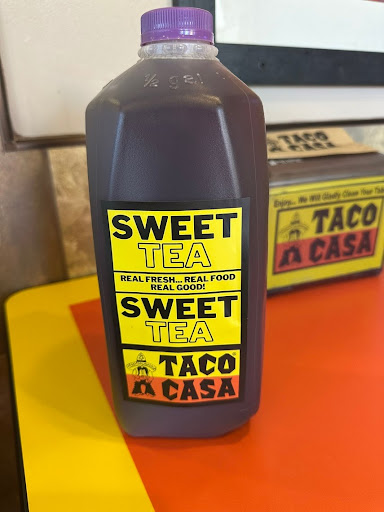 ½ gal
SWEET
TEA
REAL FRESH... REAL FOOD
REAL GOOD!
SWEET
TEA
TACO
CASA
TACO
CASA
Enjoy... We Will Gladly Clean Your
TACO
CASA